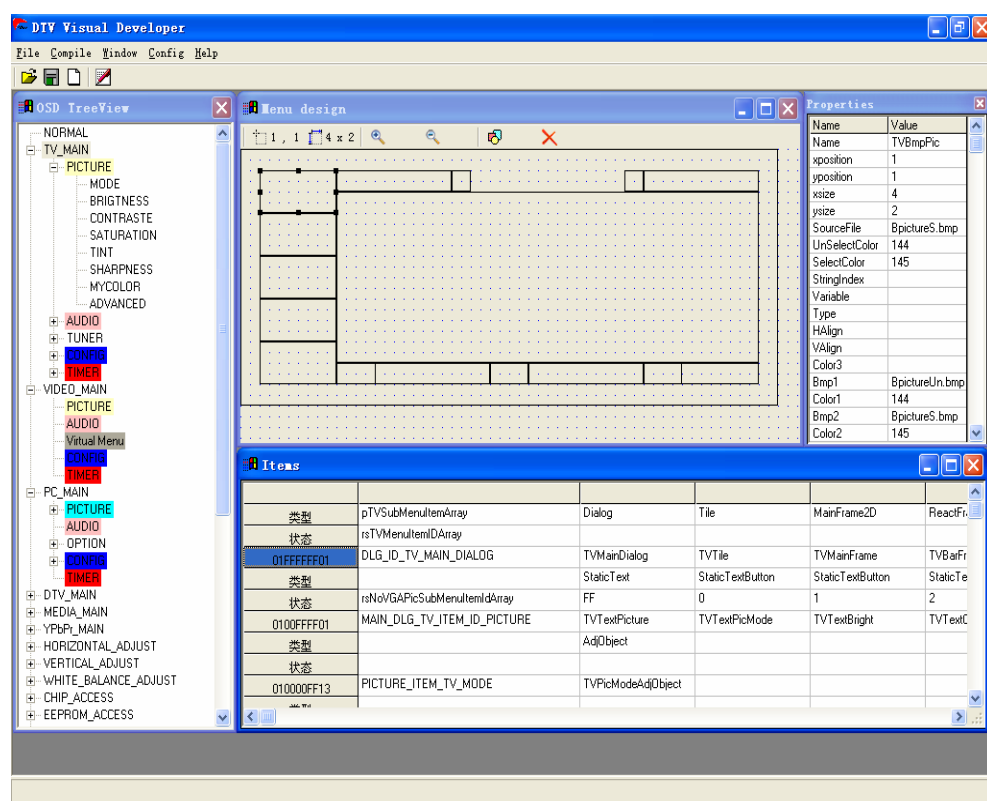 DTV Visual Developer
File Compile Window Config Help
OSD TreeView
NORMAL
TV_MAIN
PICTURE
MODE
BRIGTNESS
CONTRASTE
SATURATION
TINT
SHARPNESS
MYCOLOR
ADVANCED
AUDIO
TUNER
CONFIG
TIMER
VIDEO_MAIN
PICTURE
AUDIO
Virtual Menu
CONFIG
TIMER
PC_MAIN
PICTURE
AUDIO
OPTION
CONFIG
TIMER
DTV_MAIN
MEDIA_MAIN
YPbPr_MAIN
HORIZONTAL_ADJUST
VERTICAL_ADJUST
WHITE_BALANCE_ADJUST
CHIP_ACCESS
EEPROM_ACCESS
Menu design
1 , 1 4 x 2
Properties
Name Value
Name TVBmpPic
xposition 1
yposition 1
xsize 4
ysize 2
SourceFile BpictureS.bmp
UnSelectColor 144
SelectColor 145
StringIndex
Variable
Type
HAlign
VAlign
Color3
Bmp1 BpictureUn.bmp
Color1 144
Bmp2 BpictureS.bmp
Color2 145
Items
类型 pTVSubMenuItemArray Dialog Tile MainFrame2D ReactFr
状态 rsTVMenuItemIDArray
01FFFFFF01 DLG_ID_TV_MAIN_DIALOG TVMainDialog TVTile TVMainFrame TVBarFr
类型 StaticText StaticTextButton StaticTextButton StaticTe
状态 rsNoVGAPicSubMenuItemIdArray FF 0 1 2
0100FFFF01 MAIN_DLG_TV_ITEM_ID_PICTURE TVTextPicture TVTextPicMode TVTextBright TVTextC
类型 AdjObject
状态
010000FF13 PICTURE_ITEM_TV_MODE TVPicModeAdjObject